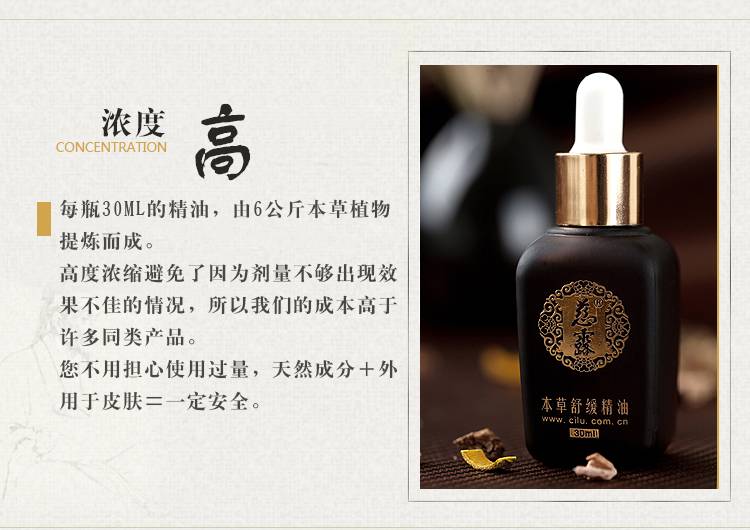 浓度 高
CONCENTRATION
每瓶30ML的精油，由6公斤本草植物
提炼而成。
高度浓缩避免了因为剂量不够出现效
果不佳的情况，所以我们的成本高于
许多同类产品。
您不用担心使用过量，天然成分＋外
用于皮肤＝一定安全。
慈露®
本草舒缓精油
www.cilu.com.cn
30ml